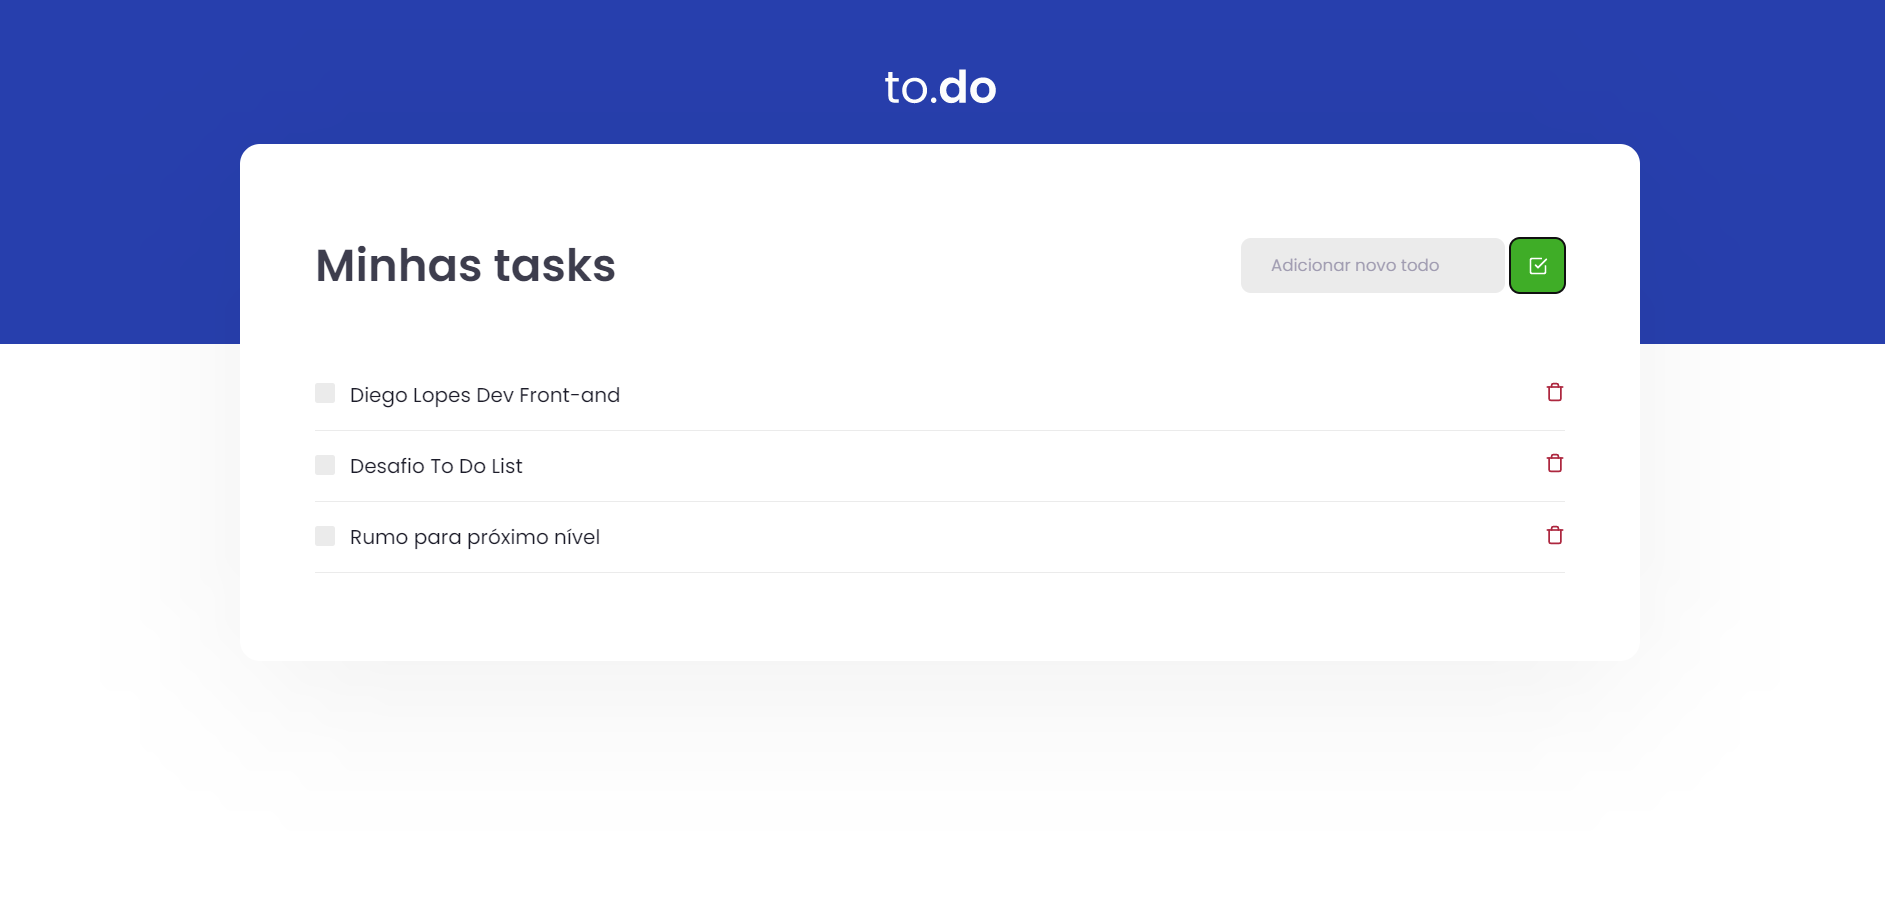 to.do
Minhas tasks
Adicionar novo todo
Diego Lopes Dev Front-and
Desafio To Do List
Rumo para próximo nível